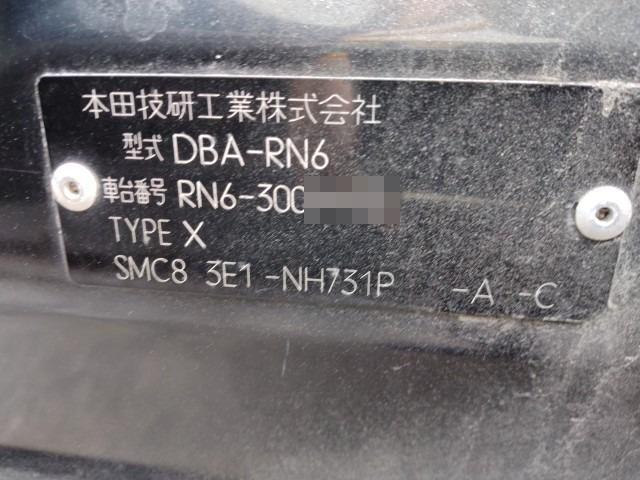 本田技研工業株式会社
型式 DBA-RN6
車台番号 RN6-300
TYPE X
SMC8 3E1 -NH731P -A -C